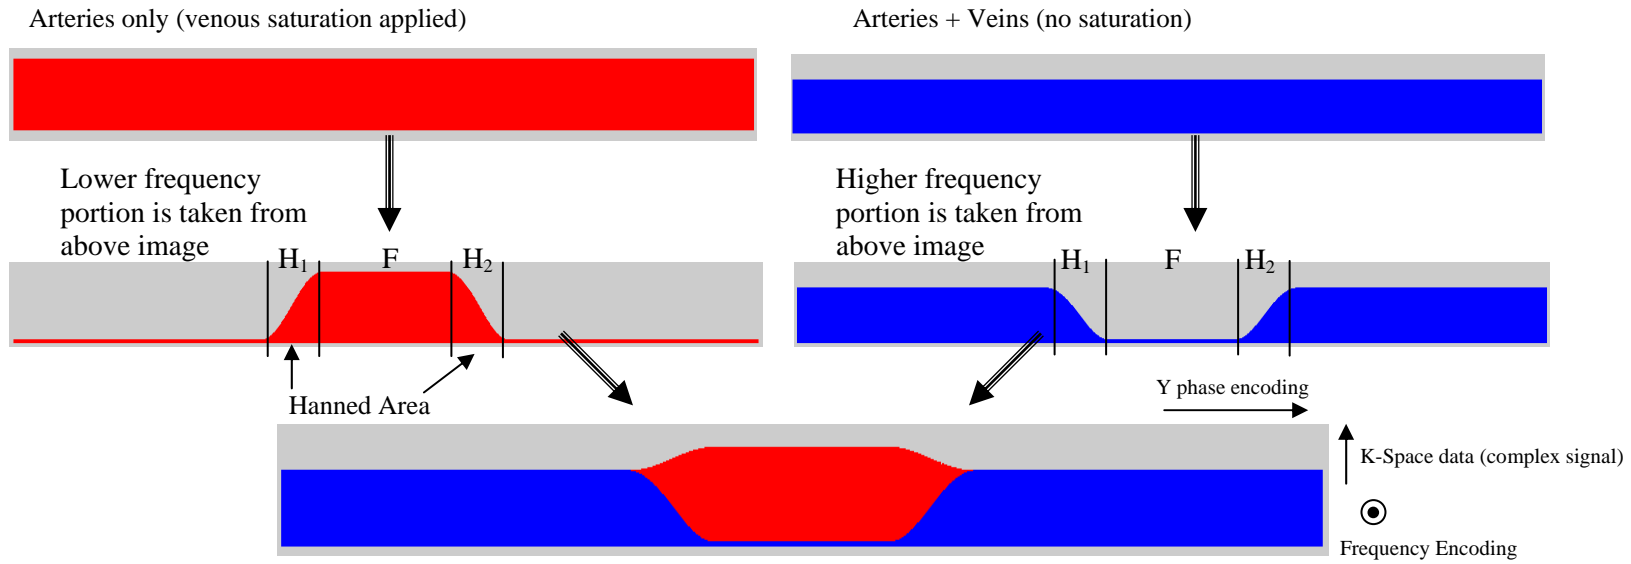 Arteries only (venous saturation applied)
Arteries + Veins (no saturation)
Lower frequency
portion is taken from
above image
Higher frequency
portion is taken from
above image
H₁ F H₂
H₁ F H₂
Hanned Area
Y phase encoding
K-Space data (complex signal)
Frequency Encoding